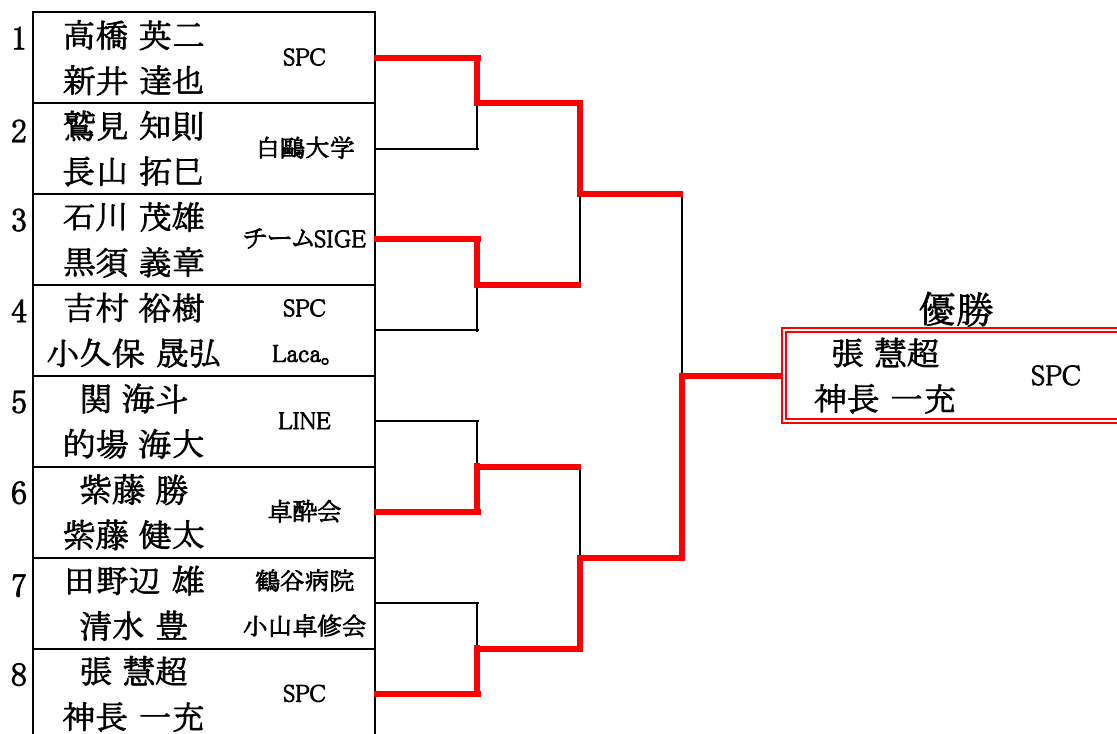 1 高橋 英二 SPC
新井 達也
2 鷲見 知則 白鷗大学
長山 拓巳
3 石川 茂雄 チームSIGE
黒須 義章
4 吉村 裕樹 SPC
小久保 晟弘 Laca。
5 関 海斗 LINE
的場 海大
6 紫藤 勝 卓酔会
紫藤 健太
7 田野辺 雄 鶴谷病院
清水 豊 小山卓修会
8 張 慧超 SPC
神長 一充
優勝
張 慧超 SPC
神長 一充